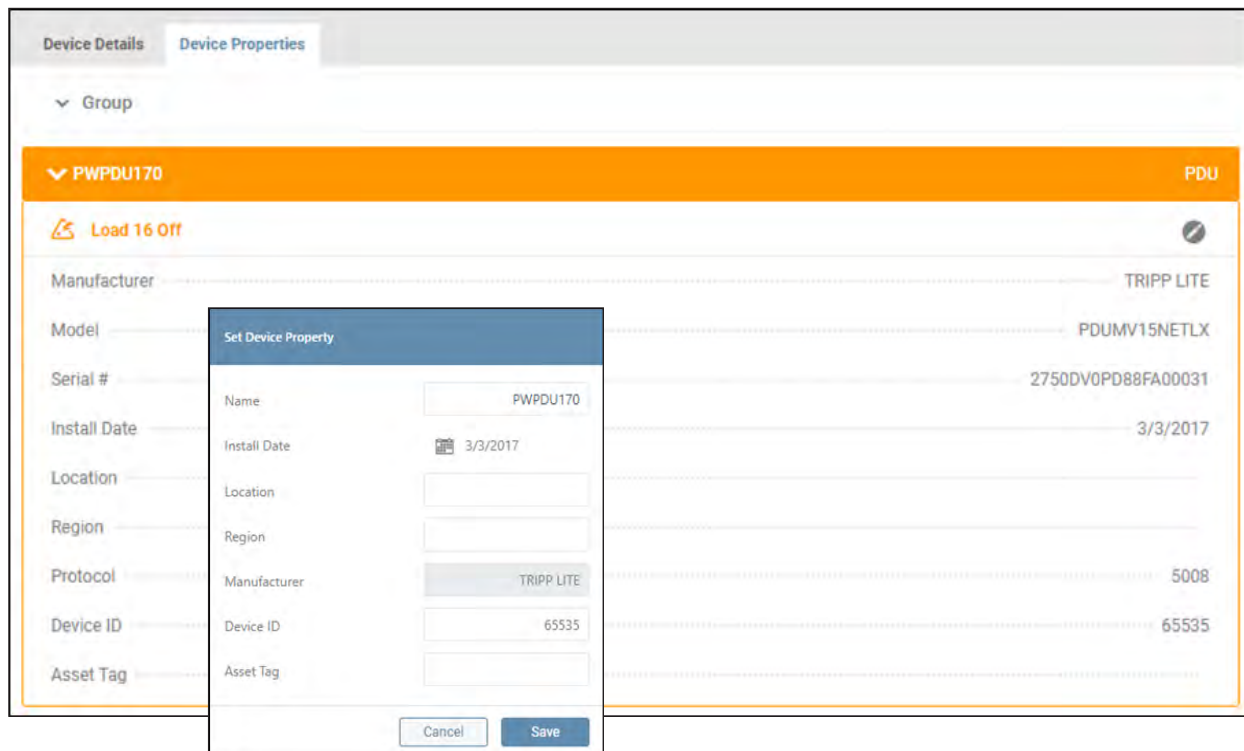 Device Details Device Properties
Group
PWPDU170 PDU
Load 16 Off
Manufacturer TRIPP LITE
Model PDUMV15NETLX
Serial # 2750DV0PD88FA00031
Install Date 3/3/2017
Location
Region
Protocol 5008
Device ID 65535
Asset Tag
Set Device Property
Name PWPDU170
Install Date 3/3/2017
Location
Region
Manufacturer TRIPP LITE
Device ID 65535
Asset Tag
Cancel Save